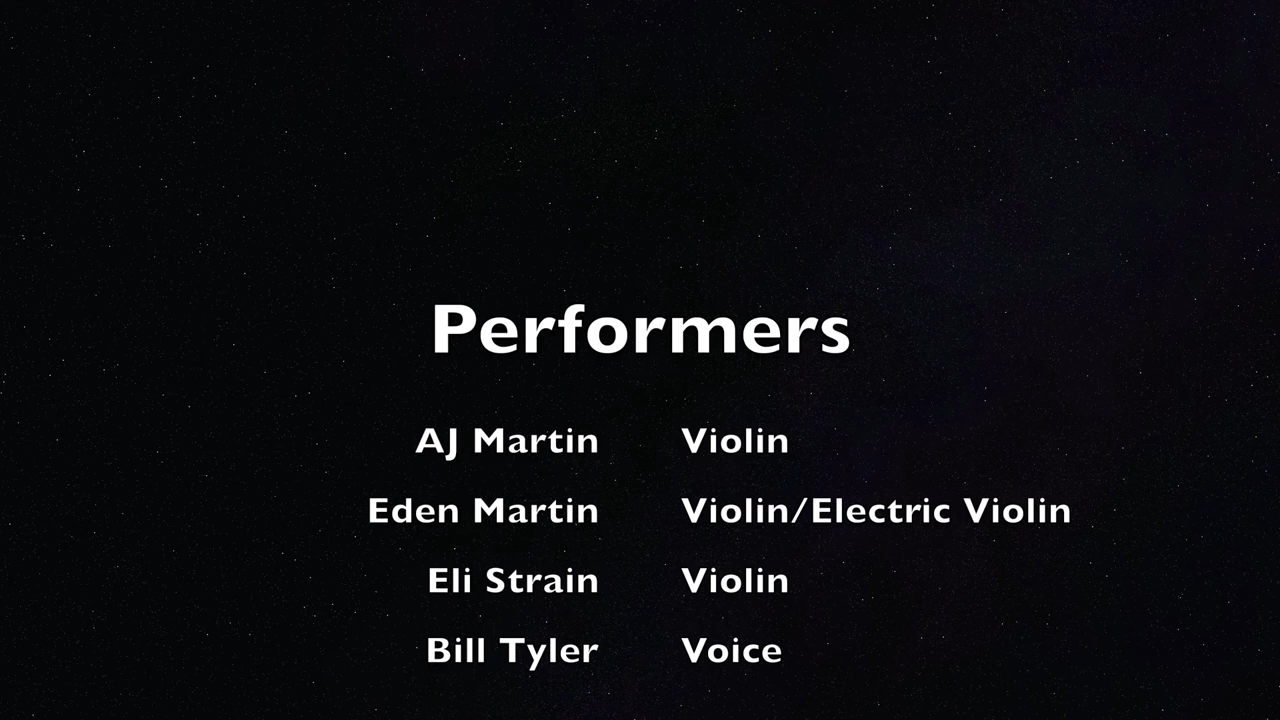 Performers
AJ Martin Violin
Eden Martin Violin/Electric Violin
Eli Strain Violin
Bill Tyler Voice